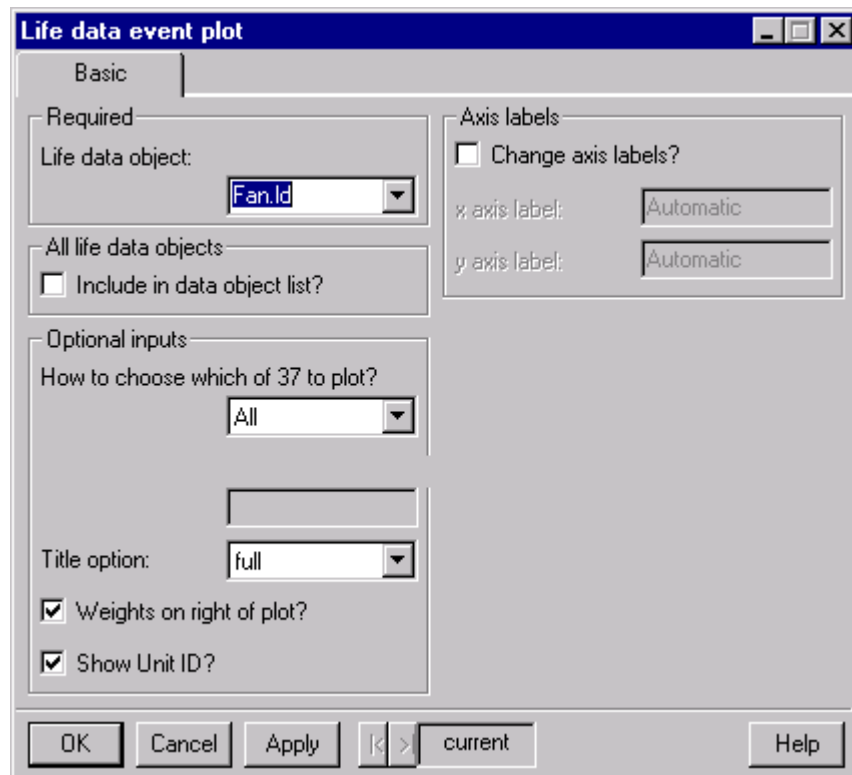 Life data event plot
Basic
Required
Life data object:
Fan.ld
All life data objects
Include in data object list?
Optional inputs
How to choose which of 37 to plot?
All
Title option:
full
Weights on right of plot?
Show Unit ID?
Axis labels
Change axis labels?
x axis label:
Automatic
y axis label:
Automatic
OK
Cancel
Apply
current
Help